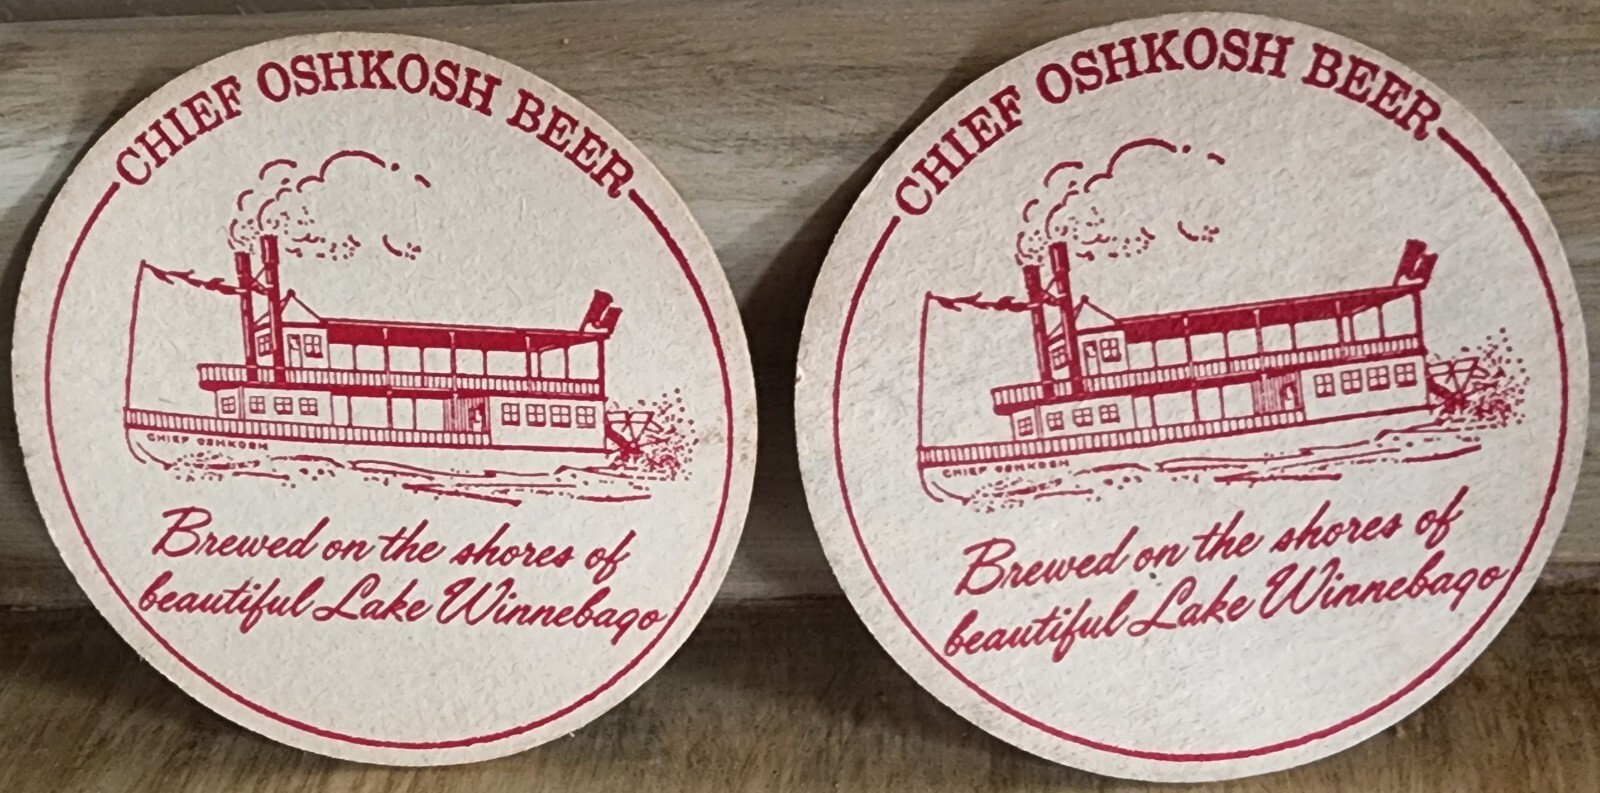 CHIEF OSHKOSH BEER
CHIEF OSHKOSH
Brewed on the shores of
beautiful Lake Winnebago
CHIEF OSHKOSH BEER
CHIEF OSHKOSH
Brewed on the shores of
beautiful Lake Winnebago